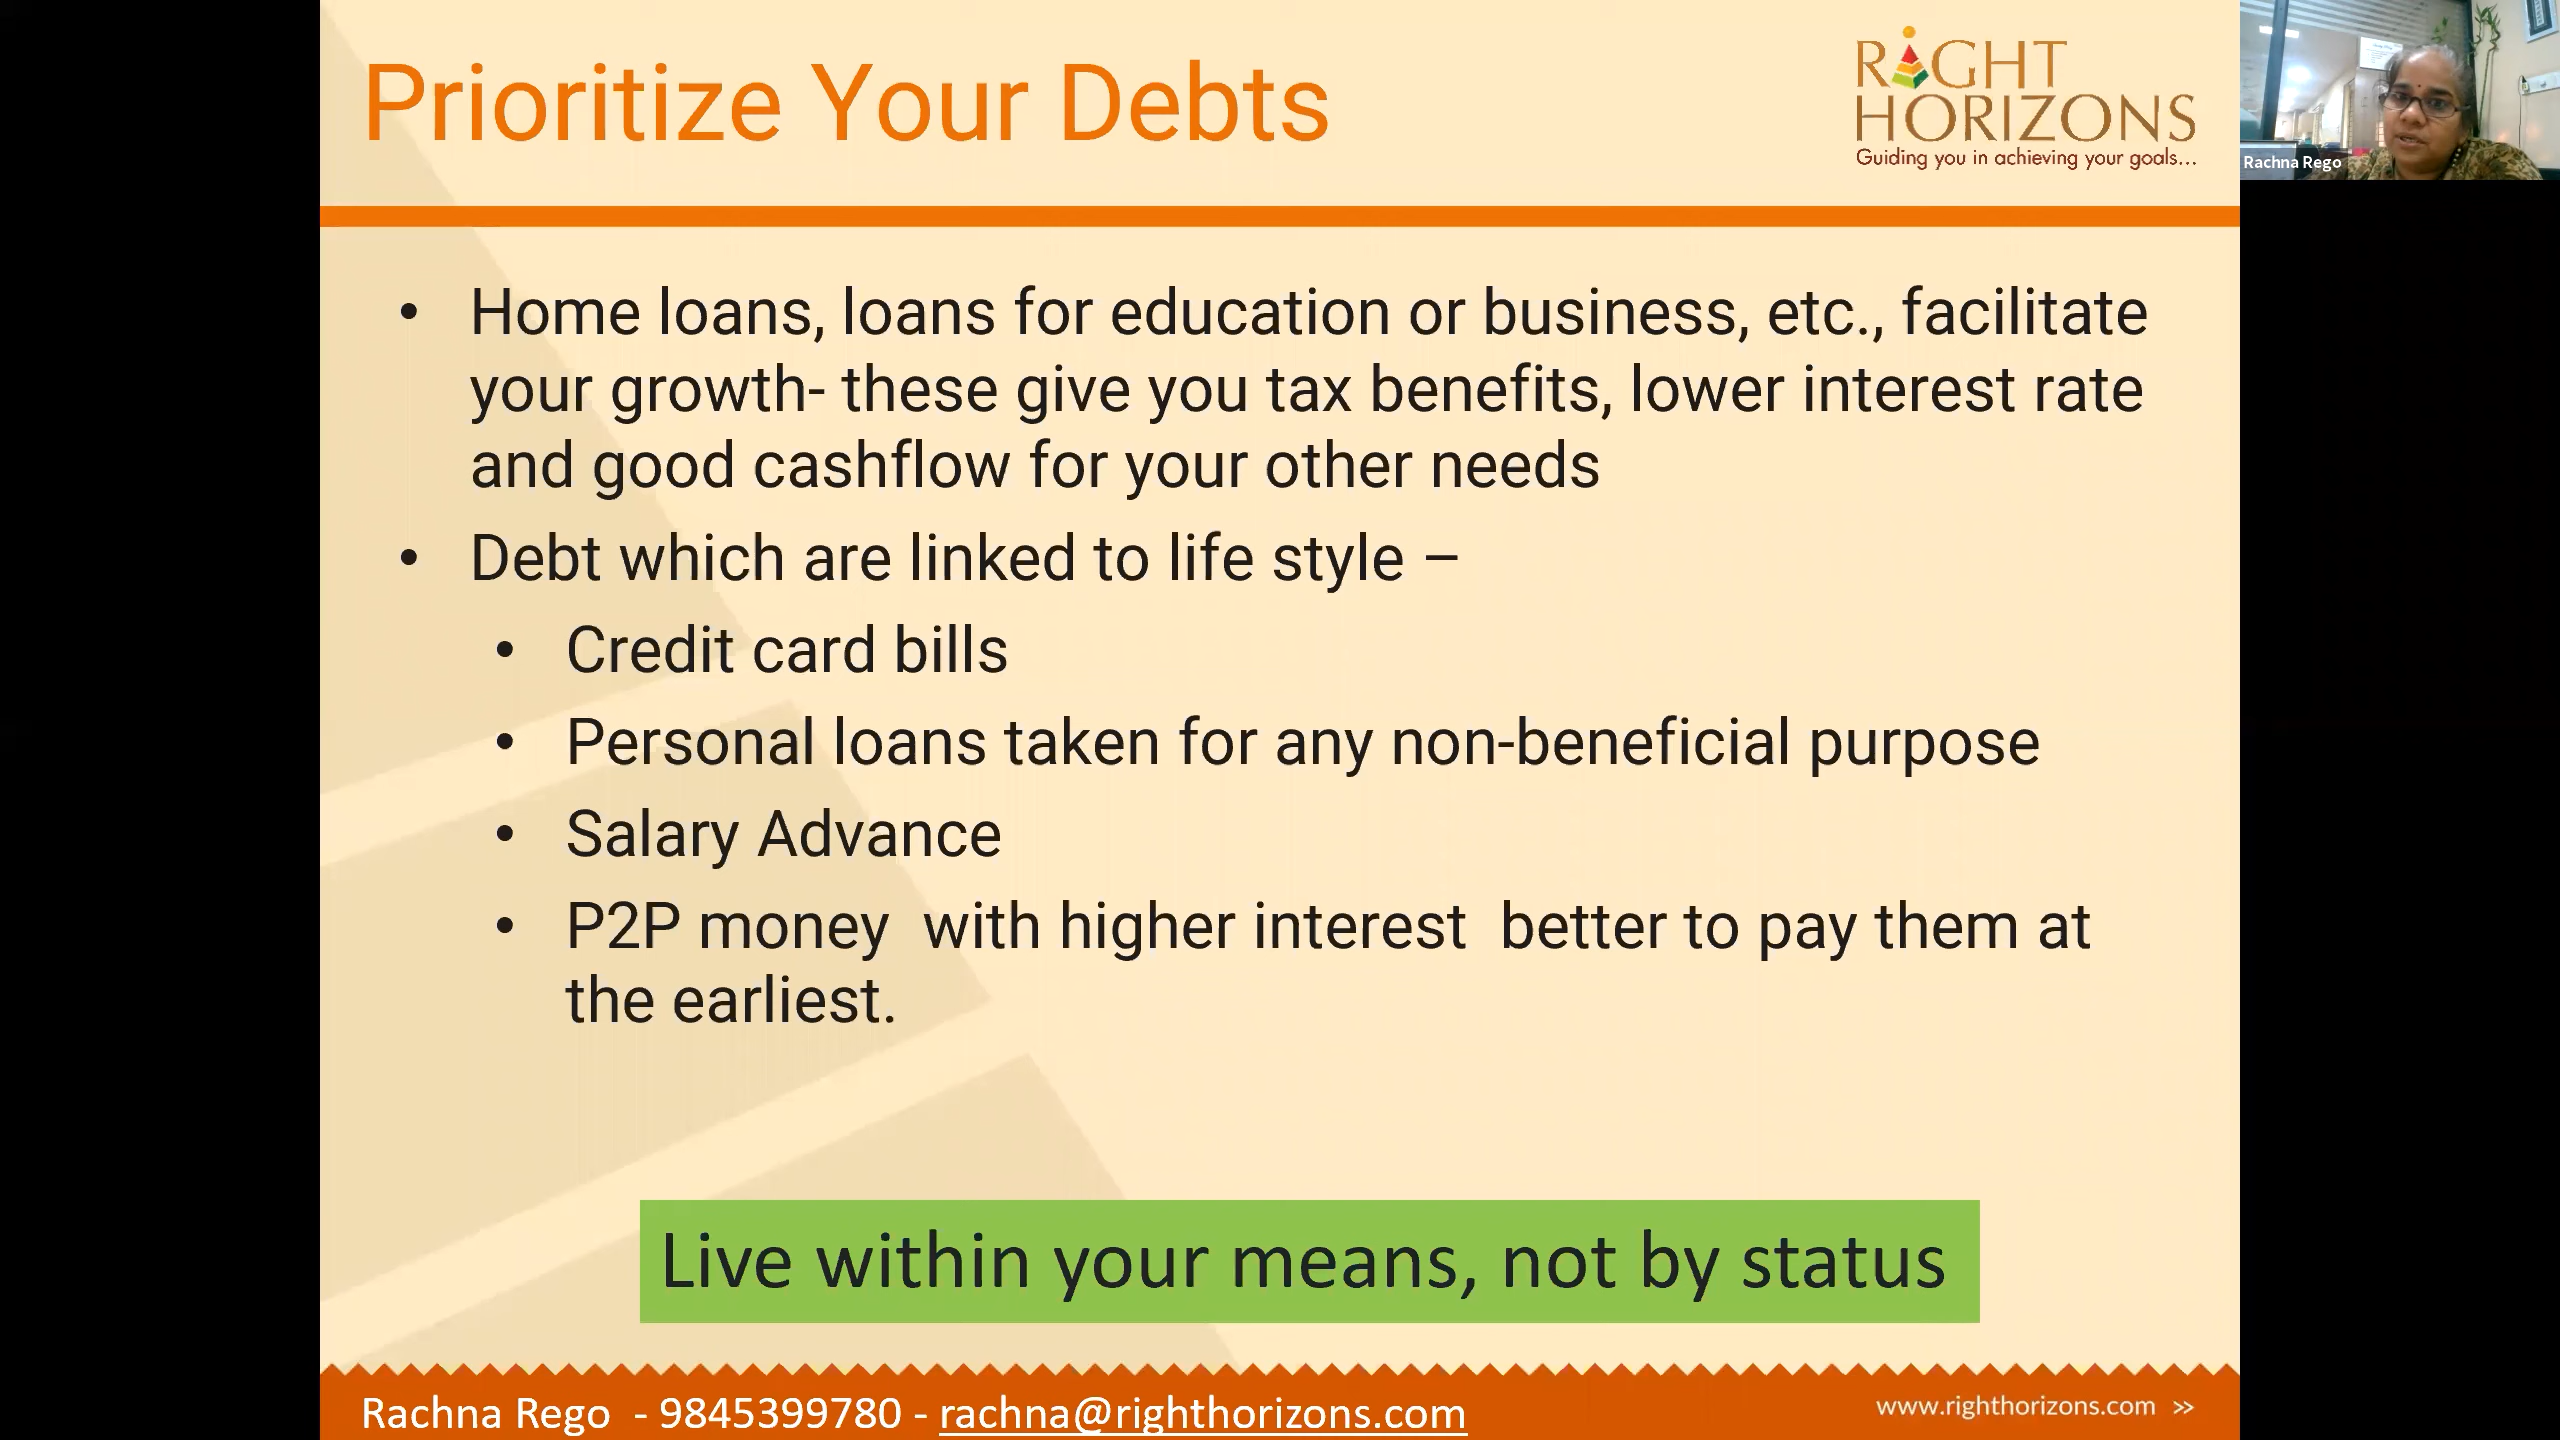 Prioritize Your Debts
RIGHT
HORIZONS
Guiding you in achieving your goals...
Rachna Rego
• Home loans, loans for education or business, etc., facilitate
your growth- these give you tax benefits, lower interest rate
and good cashflow for your other needs
• Debt which are linked to life style –
• Credit card bills
• Personal loans taken for any non-beneficial purpose
• Salary Advance
• P2P money  with higher interest  better to pay them at
the earliest.
Live within your means, not by status
Rachna Rego  - 9845399780 - rachna@righthorizons.com
www.righthorizons.com >>